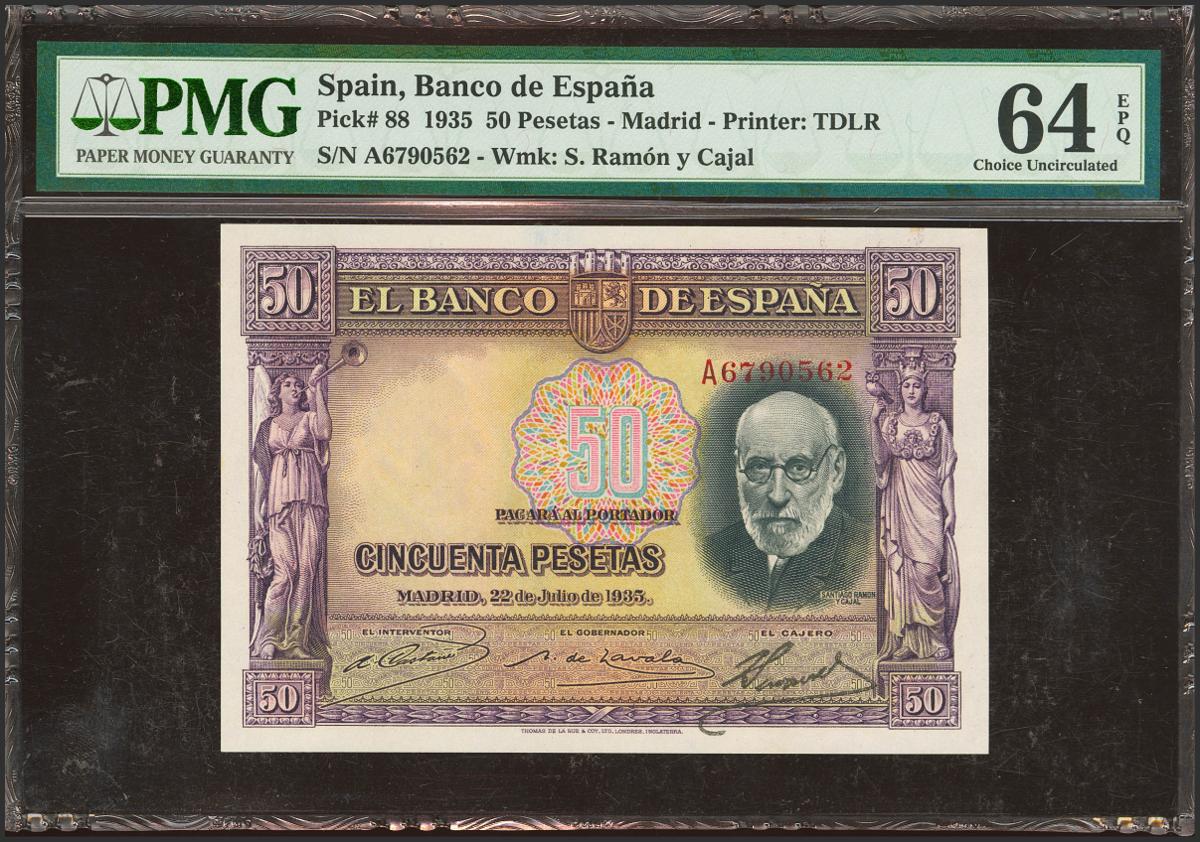 PMG
PAPER MONEY GUARANTY
Spain, Banco de España
Pick# 88 1935 50 Pesetas - Madrid - Printer: TDLR
S/N A6790562 - Wmk: S. Ramón y Cajal
64 EPQ
Choice Uncirculated
50 50
EL BANCO DE ESPAÑA
A6790562
50
PAGARÁ AL PORTADOR
CINCUENTA PESETAS
MADRID, 22 de Julio de 1935.
SANTIAGO RAMON
Y CAJAL
EL INTERVENTOR EL GOBERNADOR EL CAJERO
A. de Zavala
50 50
THOMAS DE LA RUE & COY, LTD, LONDRES, INGLATERRA.